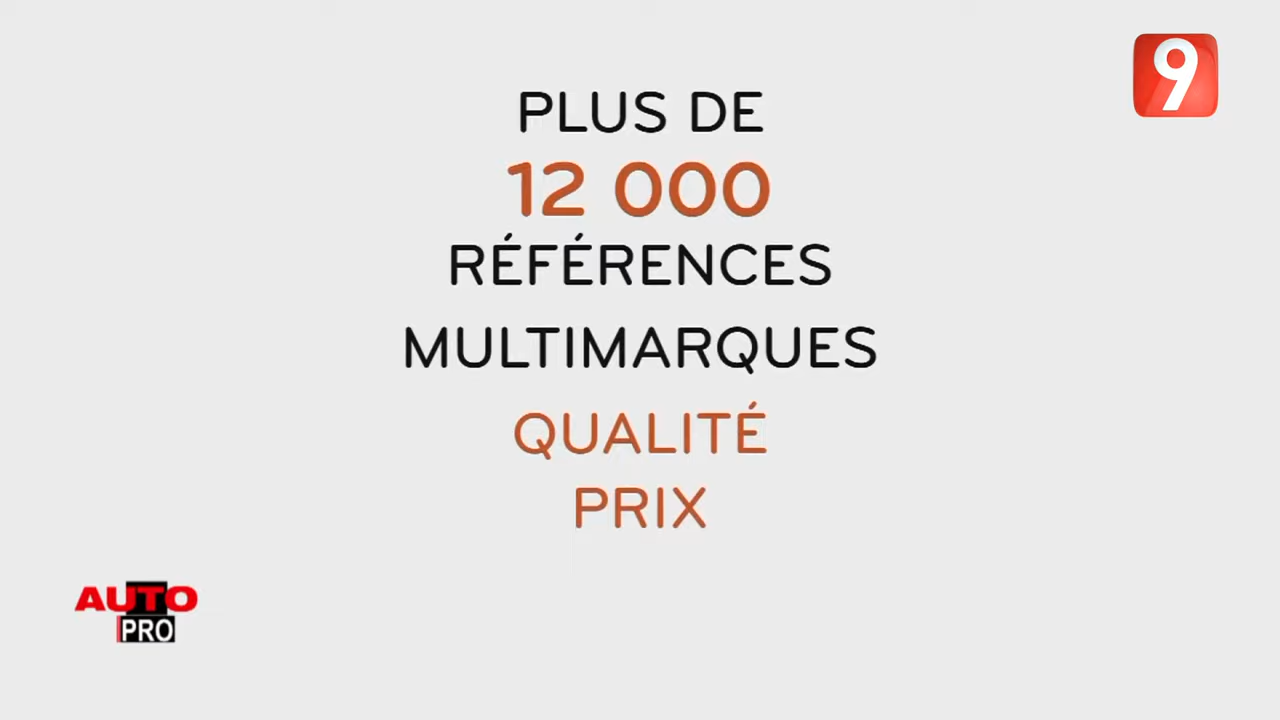 9
PLUS DE
12 000
RÉFÉRENCES
MULTIMARQUES
QUALITÉ
PRIX
AUTO
PRO